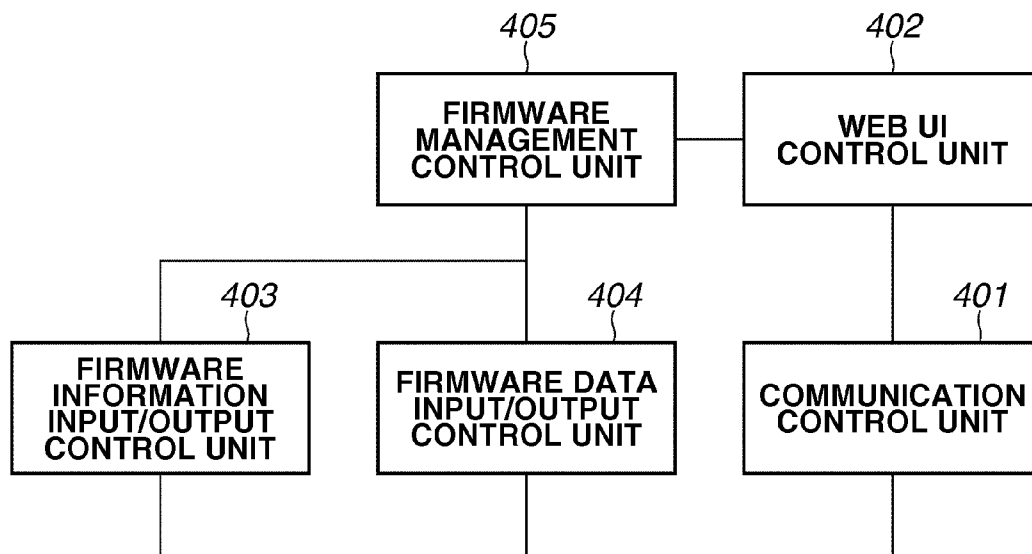 405
402
FIRMWARE
MANAGEMENT
CONTROL UNIT
WEB UI
CONTROL UNIT
403
404
401
FIRMWARE
INFORMATION
INPUT/OUTPUT
CONTROL UNIT
FIRMWARE DATA
INPUT/OUTPUT
CONTROL UNIT
COMMUNICATION
CONTROL UNIT